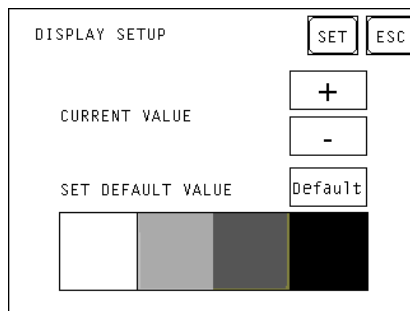 DISPLAY SETUP SET ESC
+
CURRENT VALUE
-
SET DEFAULT VALUE Default